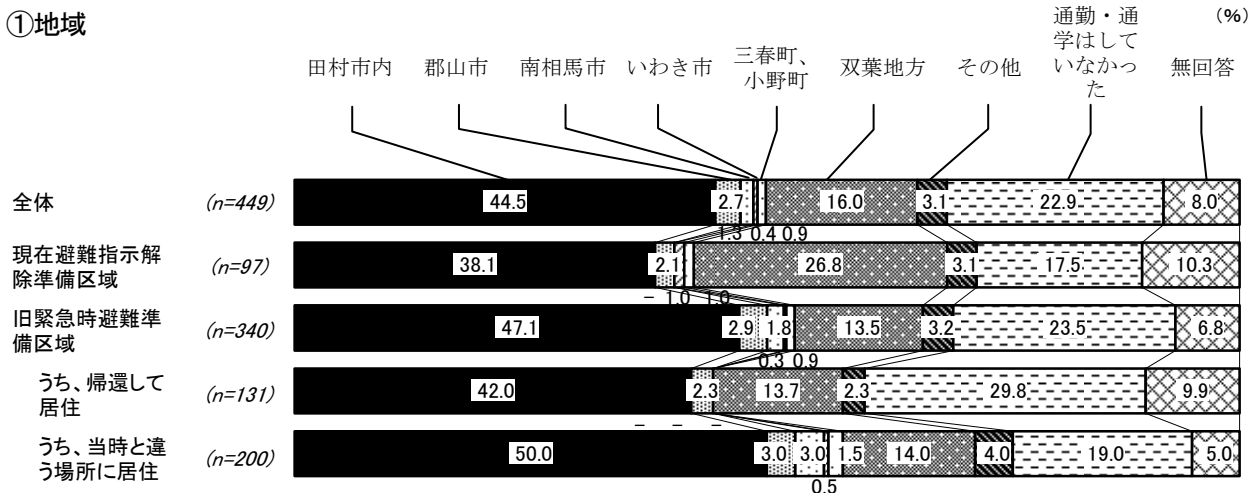 ①地域
(%)
田村市内
郡山市
南相馬市
いわき市
三春町、
小野町
双葉地方
その他
通勤・通
学はして
いなかっ
た
無回答
全体
(n=449)
44.5
2.7
1.3
0.4
0.9
16.0
3.1
22.9
8.0
現在避難指示解
除準備区域
(n=97)
38.1
2.1
－
1.0
1.0
26.8
3.1
17.5
10.3
旧緊急時避難準
備区域
(n=340)
47.1
2.9
1.8
0.3
0.9
13.5
3.2
23.5
6.8
うち、帰還して
居住
(n=131)
42.0
2.3
－
－
－
13.7
2.3
29.8
9.9
うち、当時と違
う場所に居住
(n=200)
50.0
3.0
3.0
0.5
1.5
14.0
4.0
19.0
5.0